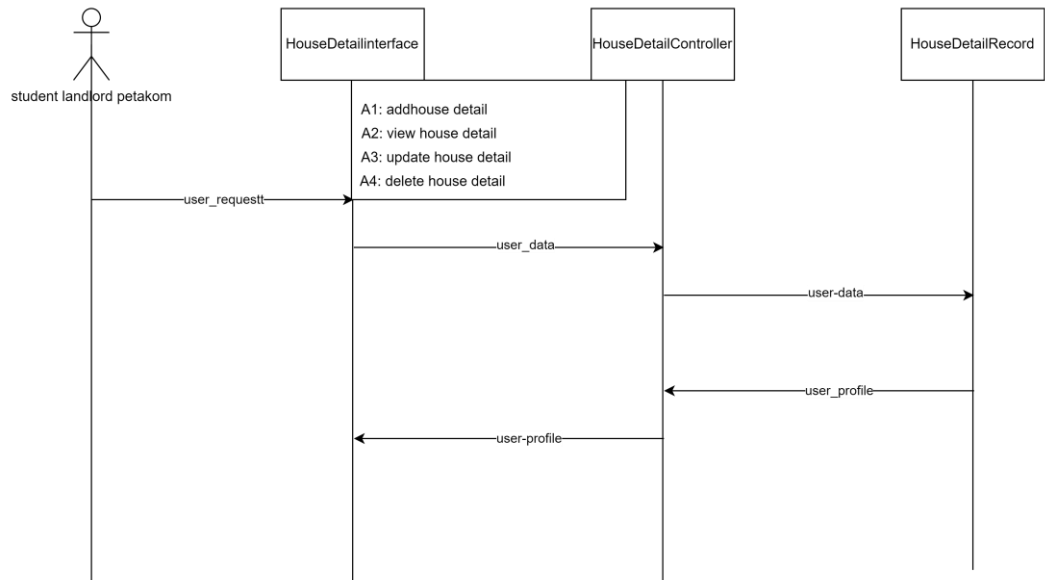 HouseDetailinterface
HouseDetailController
HouseDetailRecord
student landlord petakom
A1: addhouse detail
A2: view house detail
A3: update house detail
A4: delete house detail
user_requestt
user_data
user-data
user_profile
user-profile